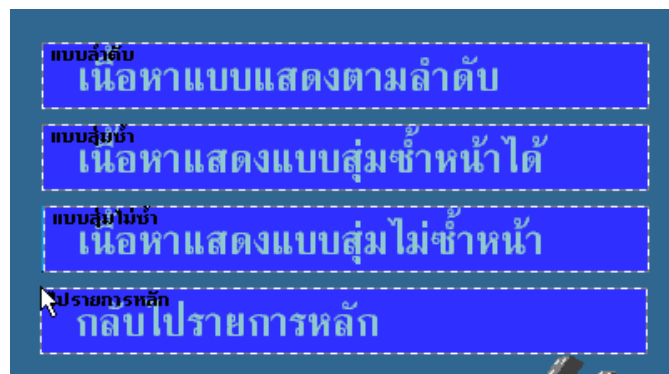 แบบลำดับ
เนื้อหาแบบแสดงตามลำดับ
แบบสุ่มซ้ำ
เนื้อหาแสดงแบบสุ่มซ้ำหน้าได้
แบบสุ่มไม่ซ้ำ
เนื้อหาแสดงแบบสุ่มไม่ซ้ำหน้า
ไปรายการหลัก
กลับไปรายการหลัก